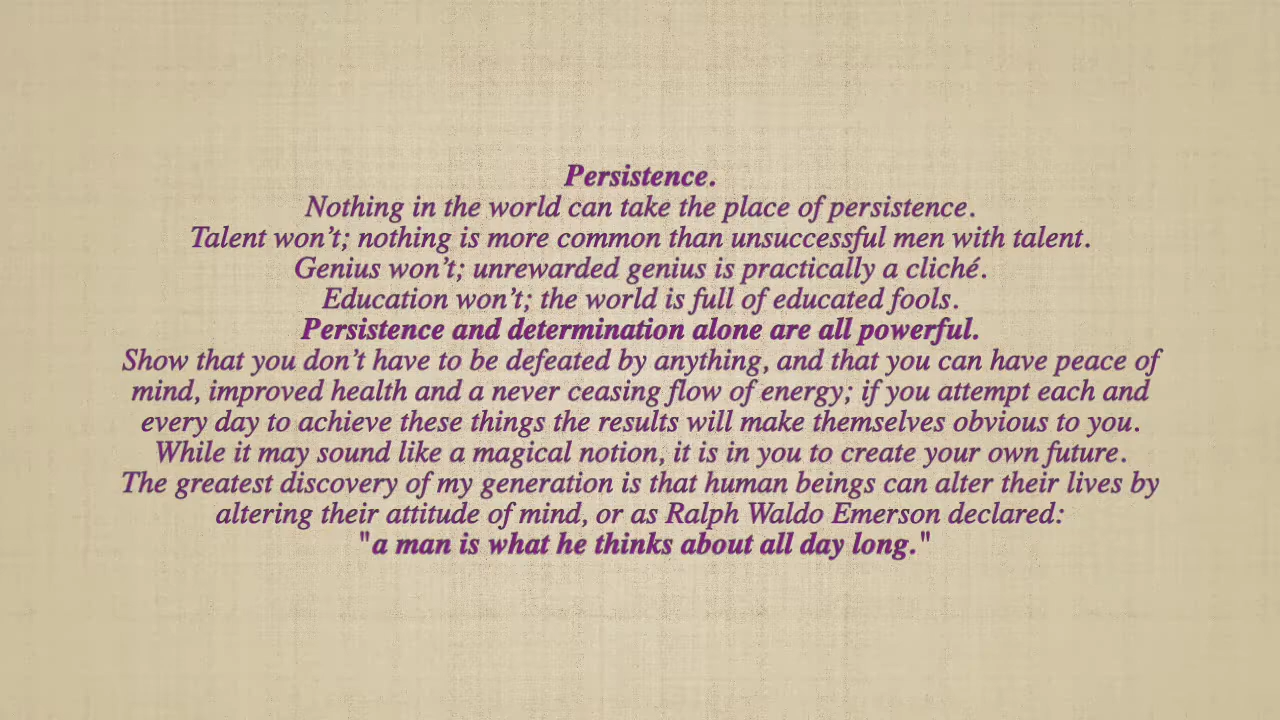 Persistence.
Nothing in the world can take the place of persistence.
Talent won’t; nothing is more common than unsuccessful men with talent.
Genius won’t; unrewarded genius is practically a cliché.
Education won’t; the world is full of educated fools.
Persistence and determination alone are all powerful.
Show that you don’t have to be defeated by anything, and that you can have peace of
mind, improved health and a never ceasing flow of energy; if you attempt each and
every day to achieve these things the results will make themselves obvious to you.
While it may sound like a magical notion, it is in you to create your own future.
The greatest discovery of my generation is that human beings can alter their lives by
altering their attitude of mind, or as Ralph Waldo Emerson declared:
"a man is what he thinks about all day long."